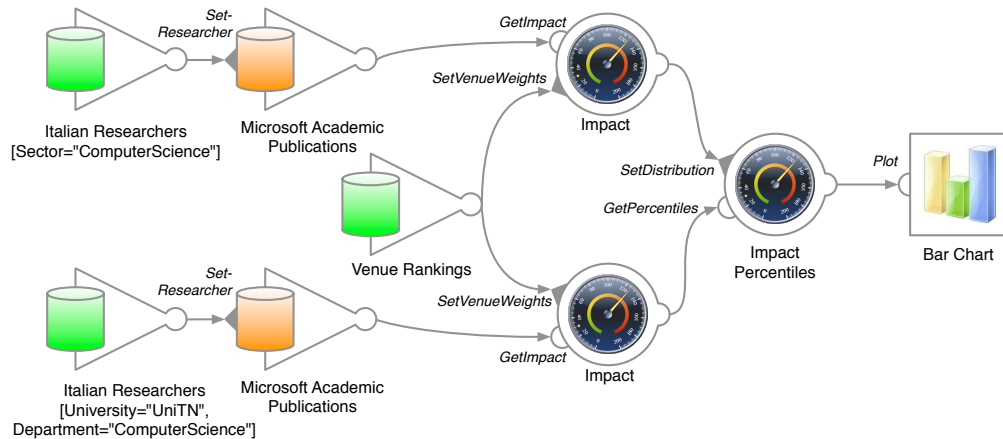 Set-
Researcher
Italian Researchers
[Sector="ComputerScience"]
Microsoft Academic
Publications
GetImpact
SetVenueWeights
Impact
Venue Rankings
SetDistribution
GetPercentiles
Impact
Percentiles
Plot
Bar Chart
Set-
Researcher
Italian Researchers
[University="UniTN",
Department="ComputerScience"]
Microsoft Academic
Publications
SetVenueWeights
GetImpact
Impact